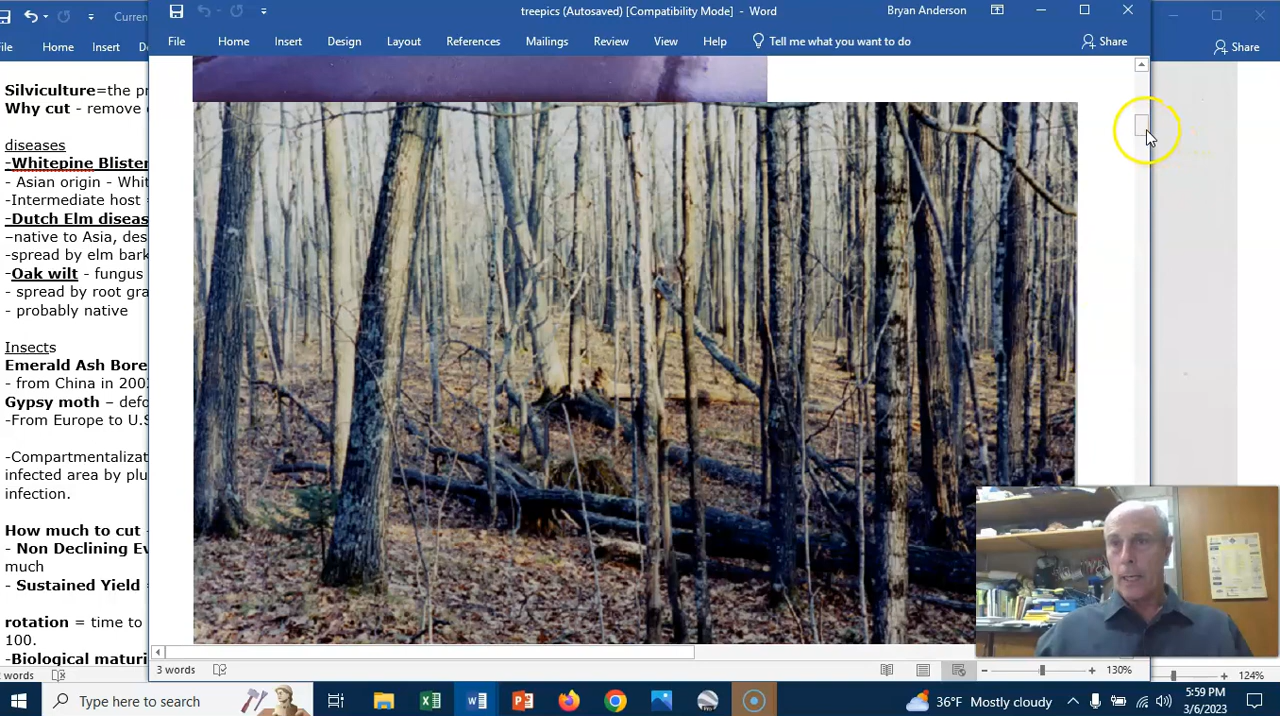 Curren
treepics (Autosaved) [Compatibility Mode] - Word
Bryan Anderson
File Home Insert Design Layout References Mailings Review View Help Tell me what you want to do Share
Home Insert
Share
Silviculture=the pr
Why cut - remove
diseases
-Whitepine Blister
- Asian origin - Whit
-Intermediate host
-Dutch Elm diseas
–native to Asia, des
-spread by elm bark
-Oak wilt - fungus
- spread by root gra
- probably native
Insects
Emerald Ash Bore
- from China in 200
Gypsy moth – defo
-From Europe to U.S
-Compartmentalizat
infected area by plu
infection.
How much to cut
- Non Declining Ev
much
- Sustained Yield =
rotation = time to
100.
-Biological maturi
words
3 words
130%
124%
Type here to search
36°F Mostly cloudy
5:59 PM
3/6/2023